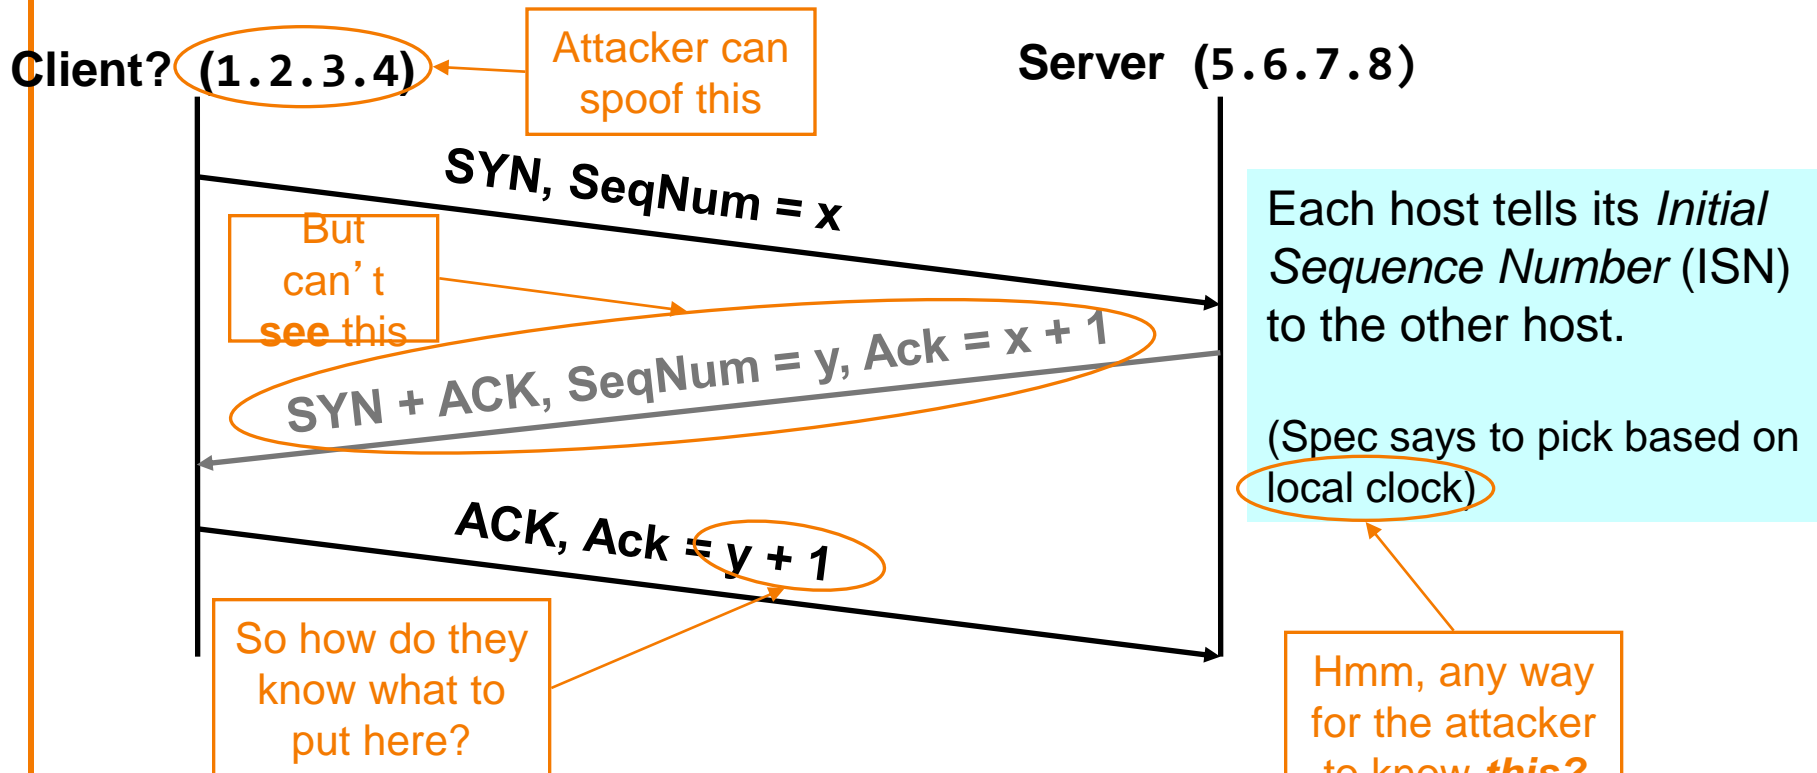 Client? (1.2.3.4)
Attacker can
spoof this
Server (5.6.7.8)
SYN, SeqNum = x
But
can’t
see this
SYN + ACK, SeqNum = y, Ack = x + 1
Each host tells its Initial
Sequence Number (ISN)
to the other host.
(Spec says to pick based on
local clock)
ACK, Ack = y + 1
So how do they
know what to
put here?
Hmm, any way
for the attacker
to know this?